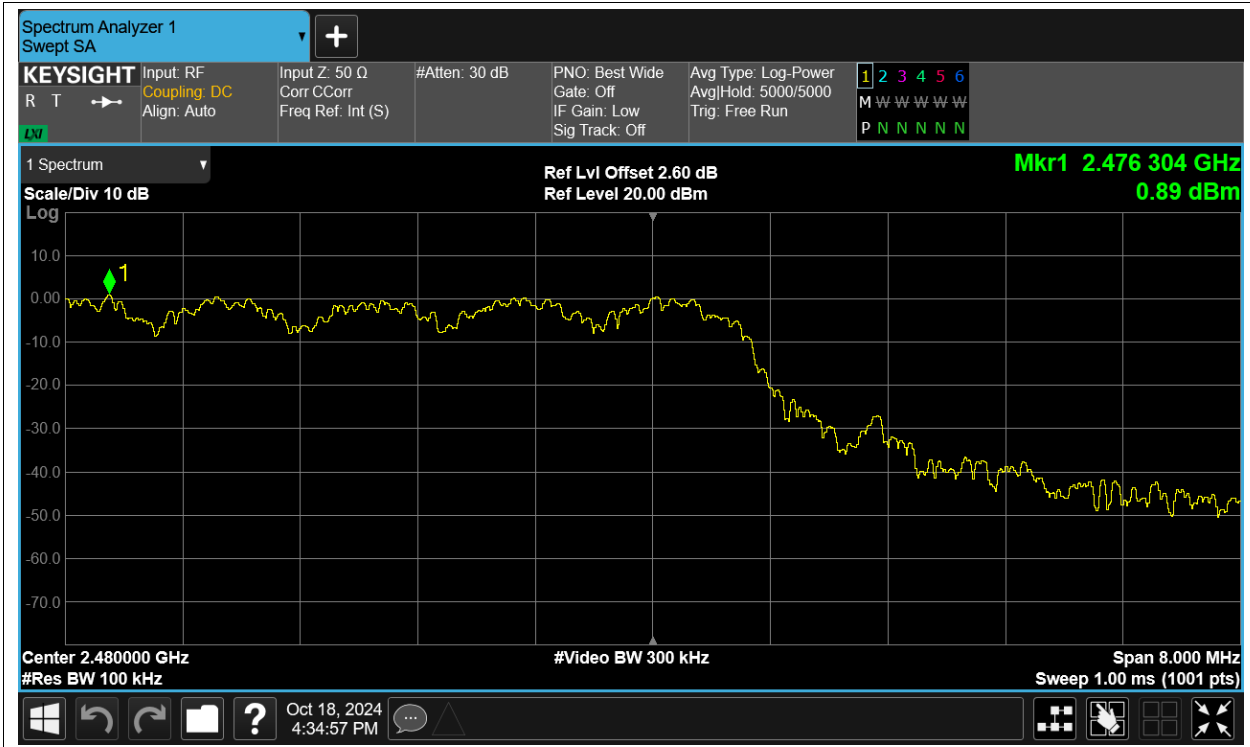 Spectrum Analyzer 1
Swept SA
KEYSIGHT
R T
LXI
Input: RF
Coupling: DC
Align: Auto
Input Z: 50 Ω
Corr CCorr
Freq Ref: Int (S)
#Atten: 30 dB
PNO: Best Wide
Gate: Off
IF Gain: Low
Sig Track: Off
Avg Type: Log-Power
Avg|Hold: 5000/5000
Trig: Free Run
1 2 3 4 5 6
M W W W W W
P N N N N N
1 Spectrum
Scale/Div 10 dB
Log
Ref Lvl Offset 2.60 dB
Ref Level 20.00 dBm
Mkr1 2.476 304 GHz
0.89 dBm
1
10.0
0.00
-10.0
-20.0
-30.0
-40.0
-50.0
-60.0
-70.0
Center 2.480000 GHz
#Video BW 300 kHz
Span 8.000 MHz
#Res BW 100 kHz
Sweep 1.00 ms (1001 pts)
?
Oct 18, 2024
4:34:57 PM